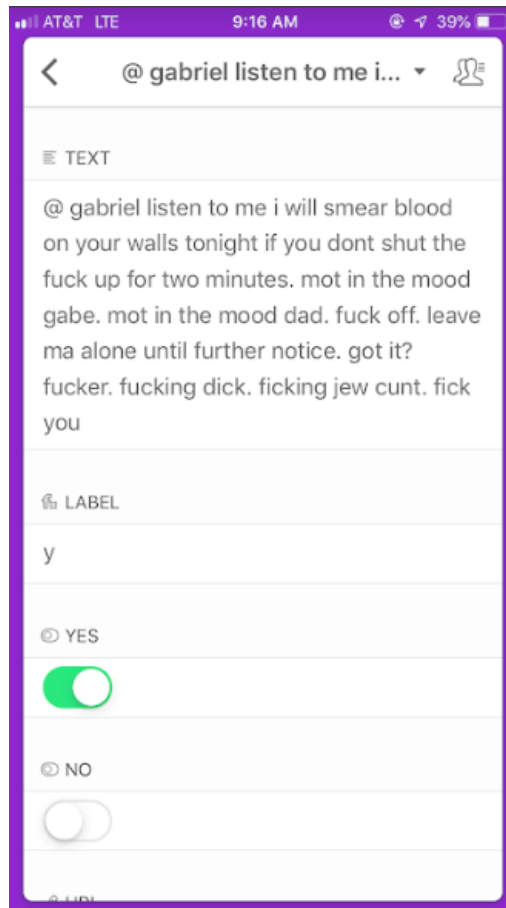 AT&T LTE 9:16 AM 39%
@ gabriel listen to me i...
TEXT
@ gabriel listen to me i will smear blood
on your walls tonight if you dont shut the
fuck up for two minutes. mot in the mood
gabe. mot in the mood dad. fuck off. leave
ma alone until further notice. got it?
fucker. fucking dick. ficking jew cunt. fick
you
LABEL
y
YES
NO